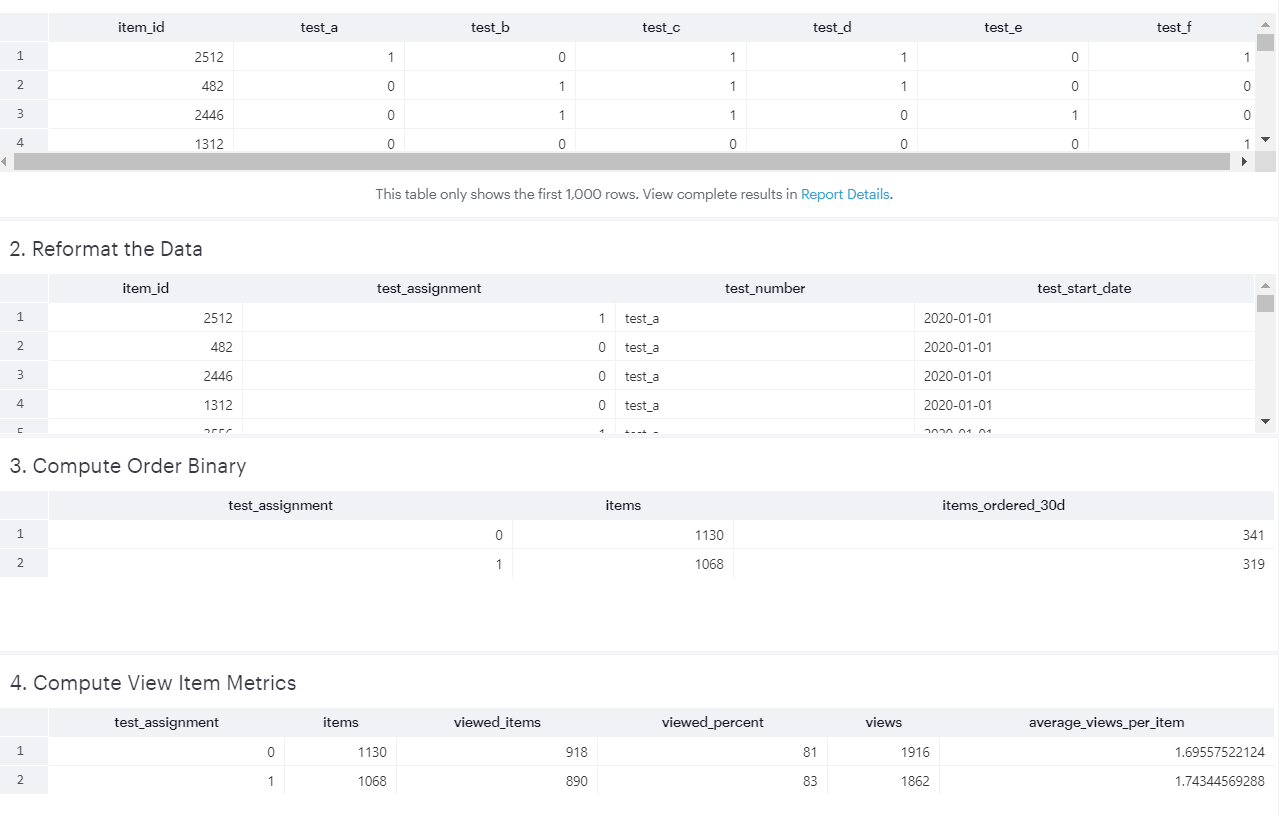 item_id test_a test_b test_c test_d test_e test_f
1 2512 1 0 1 1 0 1
2 482 0 1 1 1 0 0
3 2446 0 1 1 0 1 0
4 1312 0 0 0 0 0 1
This table only shows the first 1,000 rows. View complete results in Report Details.
2. Reformat the Data
item_id test_assignment test_number test_start_date
1 2512 1 test_a 2020-01-01
2 482 0 test_a 2020-01-01
3 2446 0 test_a 2020-01-01
4 1312 0 test_a 2020-01-01
3. Compute Order Binary
test_assignment items items_ordered_30d
1 0 1130 341
2 1 1068 319
4. Compute View Item Metrics
test_assignment items viewed_items viewed_percent views average_views_per_item
1 0 1130 918 81 1916 1.69557522124
2 1 1068 890 83 1862 1.74344569288